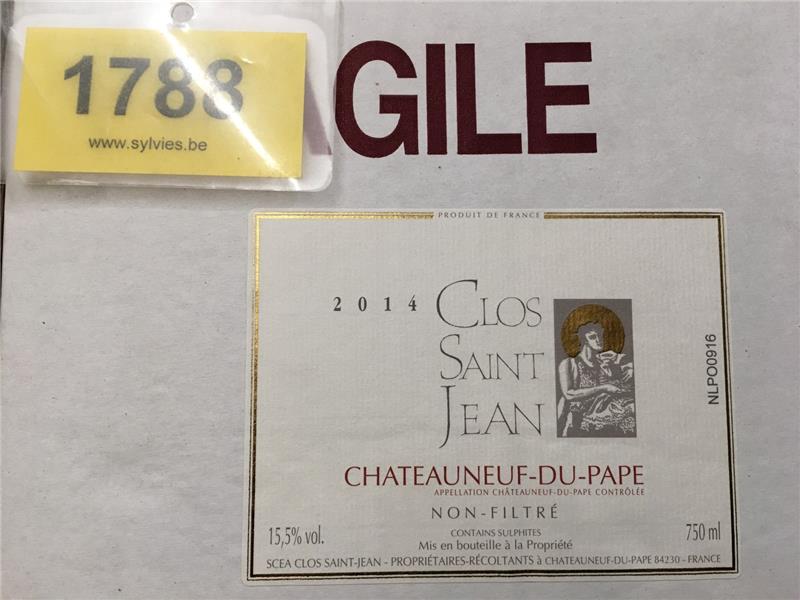 1788
www.sylvies.be
GILE
PRODUIT DE FRANCE
2014
CLOS
SAINT
JEAN
NLPO0916
CHATEAUNEUF-DU-PAPE
APPELLATION CHÂTEAUNEUF-DU-PAPE CONTRÔLÉE
NON-FILTRÉ
15,5% vol.
CONTAINS SULPHITES
750 ml
Mis en bouteille à la Propriété
SCEA CLOS SAINT-JEAN - PROPRIÉTAIRES-RÉCOLTANTS à CHATEAUNEUF-DU-PAPE 84230 - FRANCE